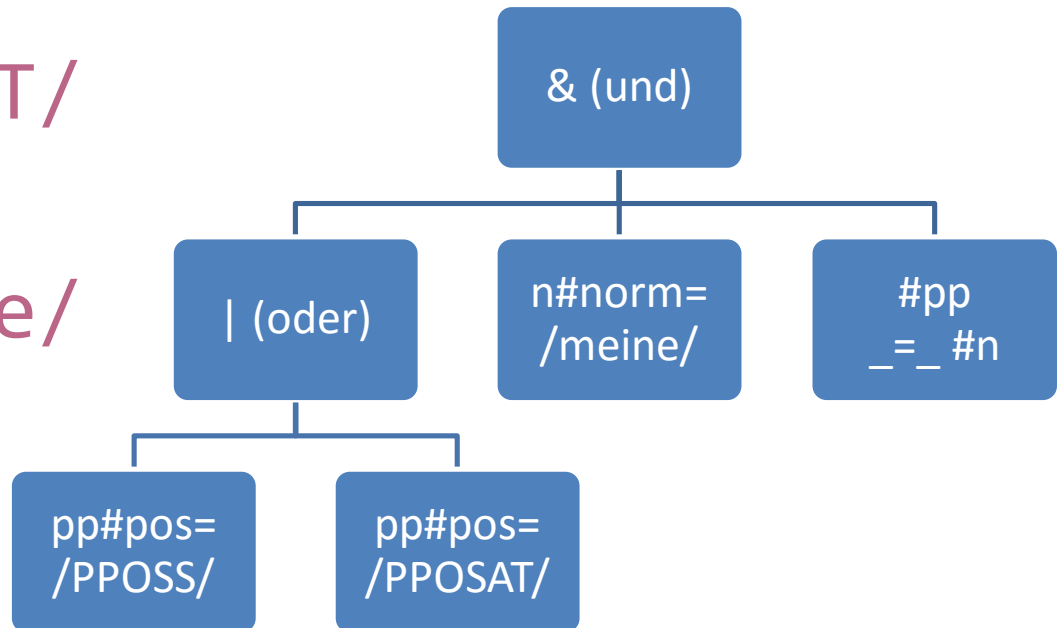 T/
& (und)
e/
| (oder)
n#norm=
/meine/
#pp
_=_ #n
pp#pos=
/PPOSS/
pp#pos=
/PPOSAT/